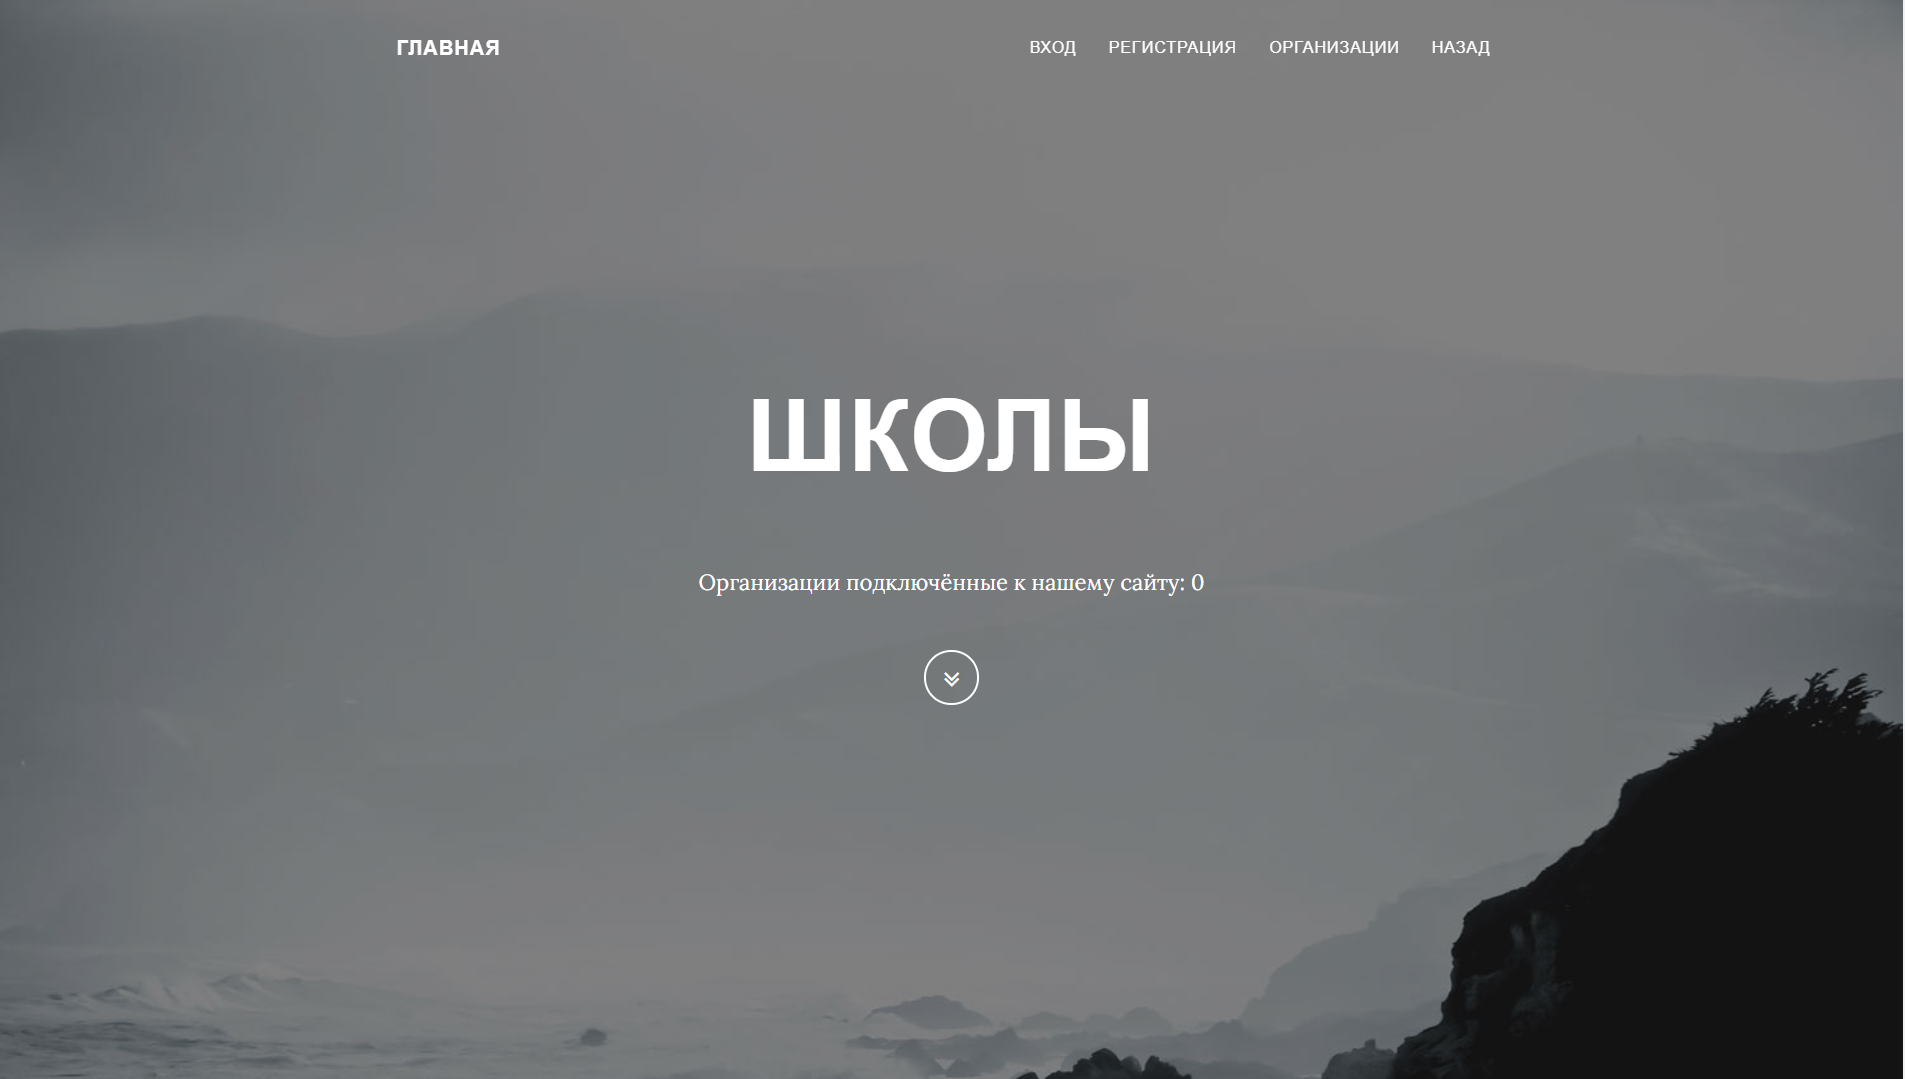 ГЛАВНАЯ
ВХОД РЕГИСТРАЦИЯ ОРГАНИЗАЦИИ НАЗАД
ШКОЛЫ
Организации подключённые к нашему сайту: 0